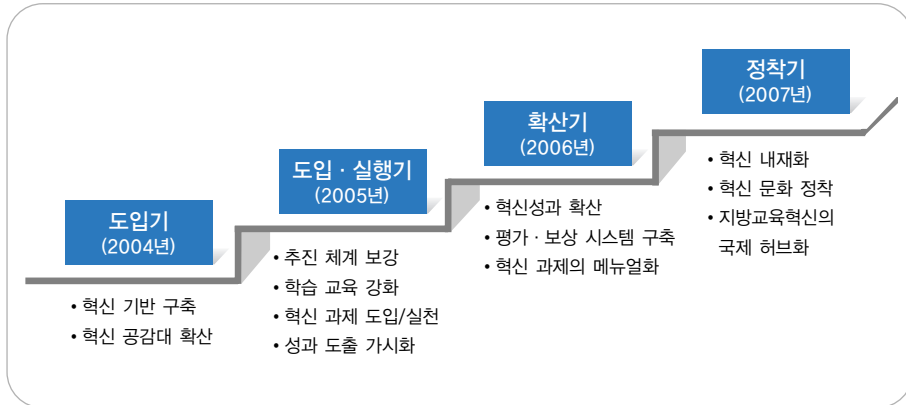 도입기
(2004년)
• 혁신 기반 구축
• 혁신 공감대 확산
도입 · 실행기
(2005년)
• 추진 체계 보강
• 학습 교육 강화
• 혁신 과제 도입/실천
• 성과 도출 가시화
확산기
(2006년)
• 혁신성과 확산
• 평가 · 보상 시스템 구축
• 혁신 과제의 메뉴얼화
정착기
(2007년)
• 혁신 내재화
• 혁신 문화 정착
• 지방교육혁신의
국제 허브화